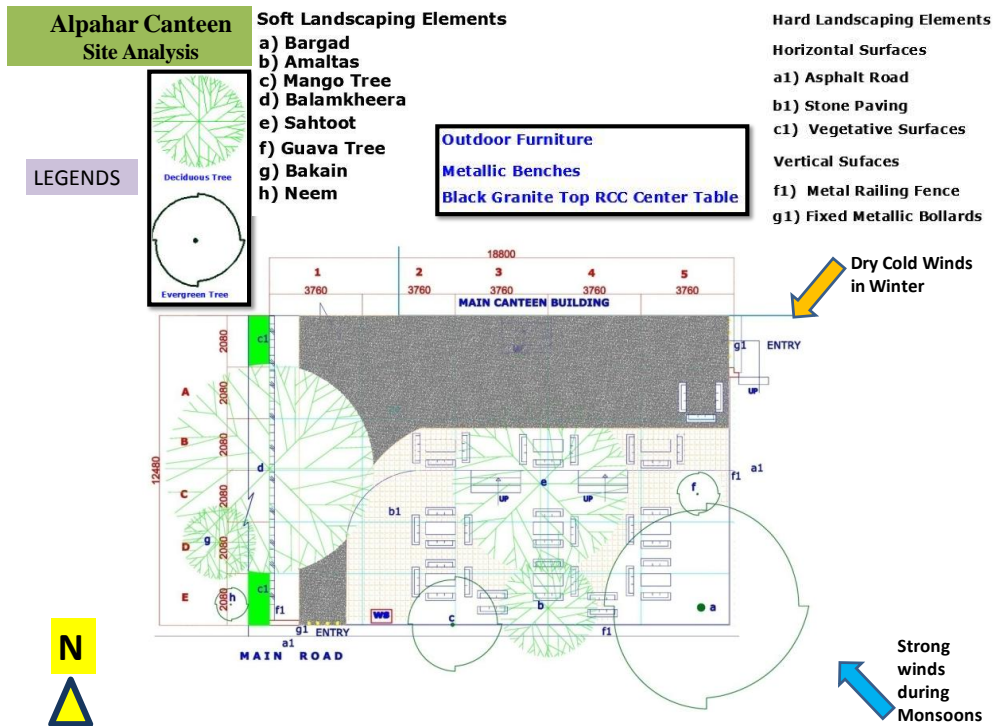 Alpahar Canteen
Site Analysis
Soft Landscaping Elements
a) Bargad
b) Amaltas
c) Mango Tree
d) Balamkheera
e) Sahtoot
f) Guava Tree
g) Bakain
h) Neem
Hard Landscaping Elements
Horizontal Surfaces
a1) Asphalt Road
b1) Stone Paving
c1) Vegetative Surfaces
Vertical Sufaces
f1) Metal Railing Fence
g1) Fixed Metallic Bollards
Outdoor Furniture
Metallic Benches
Black Granite Top RCC Center Table
LEGENDS
Deciduous Tree
Evergreen Tree
Dry Cold Winds
in Winter
18800
1 2 3 4 5
3760 3760 3760 3760 3760
MAIN CANTEEN BUILDING
c1
2080
g1 ENTRY
A
2080
UP
B
2080
12480
d
e
a1
f1
C
2080
UP
UP
f
b1
g
D
2080
E
2080
h
c1
f1
WS
c
b
a
g1 ENTRY
f1
a1
MAIN ROAD
N
Strong
winds
during
Monsoons